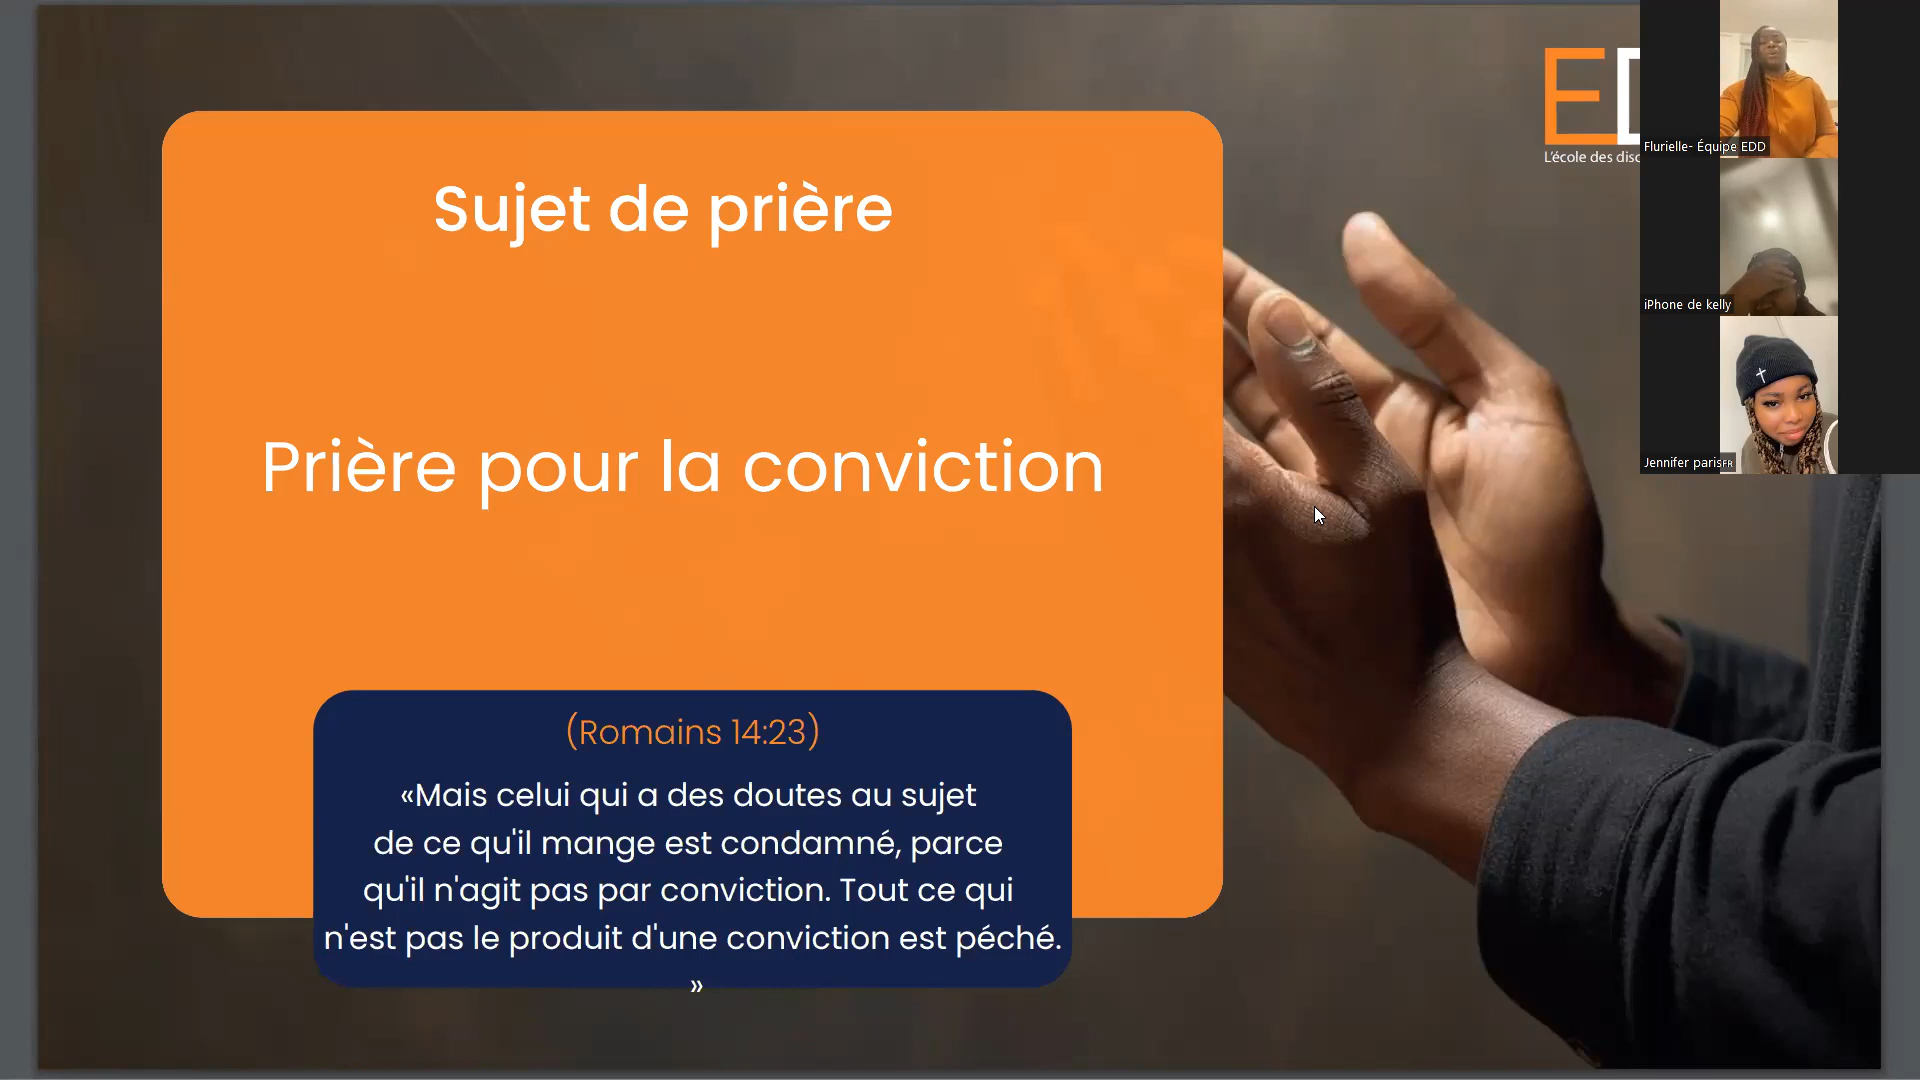 Sujet de prière
Prière pour la conviction
(Romains 14:23)
«Mais celui qui a des doutes au sujet
de ce qu'il mange est condamné, parce
qu'il n'agit pas par conviction. Tout ce qui
n'est pas le produit d'une conviction est péché.
»
L'école des
Flurielle- Équipe EDD
iPhone de kelly
Jennifer paris FR